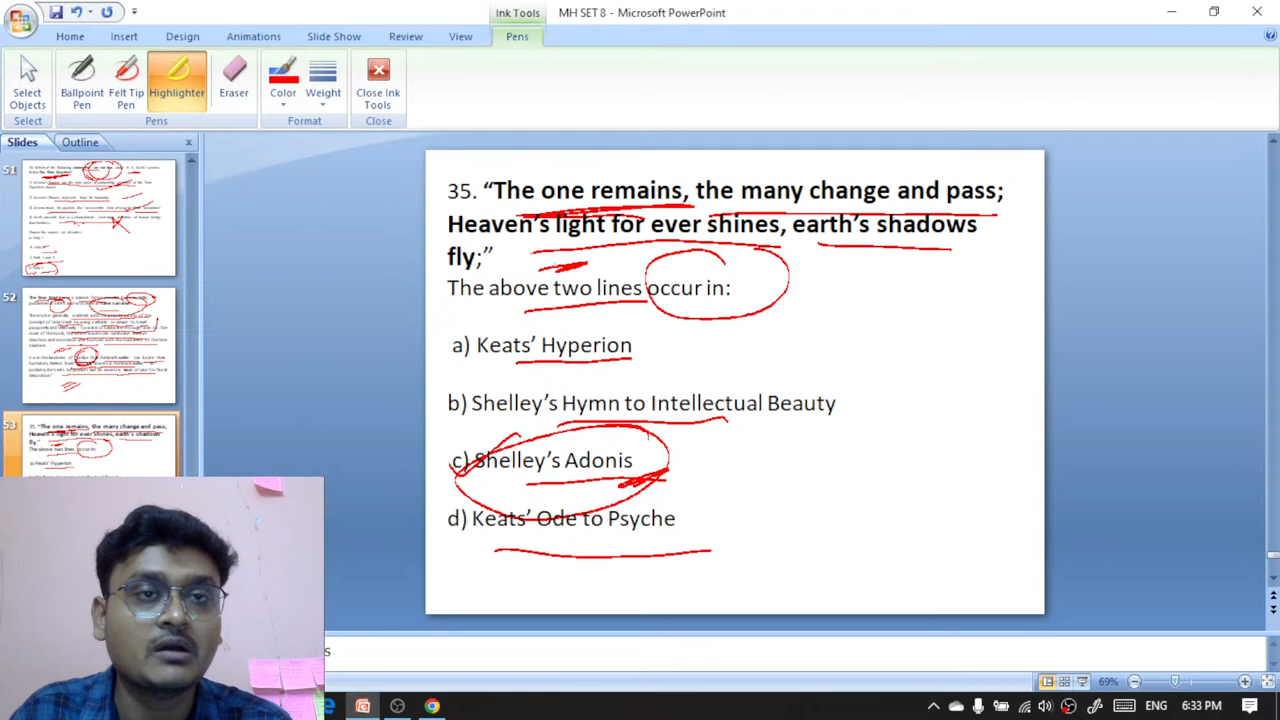 Ink Tools
MH SET 8 - Microsoft PowerPoint
Home Insert Design Animations Slide Show Review View Pens
Select Objects
Ballpoint Pen
Felt Tip Pen
Highlighter
Eraser
Color
Weight
Close Ink Tools
Select Pens Format Close
Slides Outline
51
52
35. “The one remains, the many change and pass;
Heaven’s light for ever shines, earth’s shadows
fly;”
The above two lines occur in:
a) Keats’ Hyperion
b) Shelley’s Hymn to Intellectual Beauty
c) Shelley’s Adonis
d) Keats’ Ode to Psyche
69%
ENG 6:33 PM